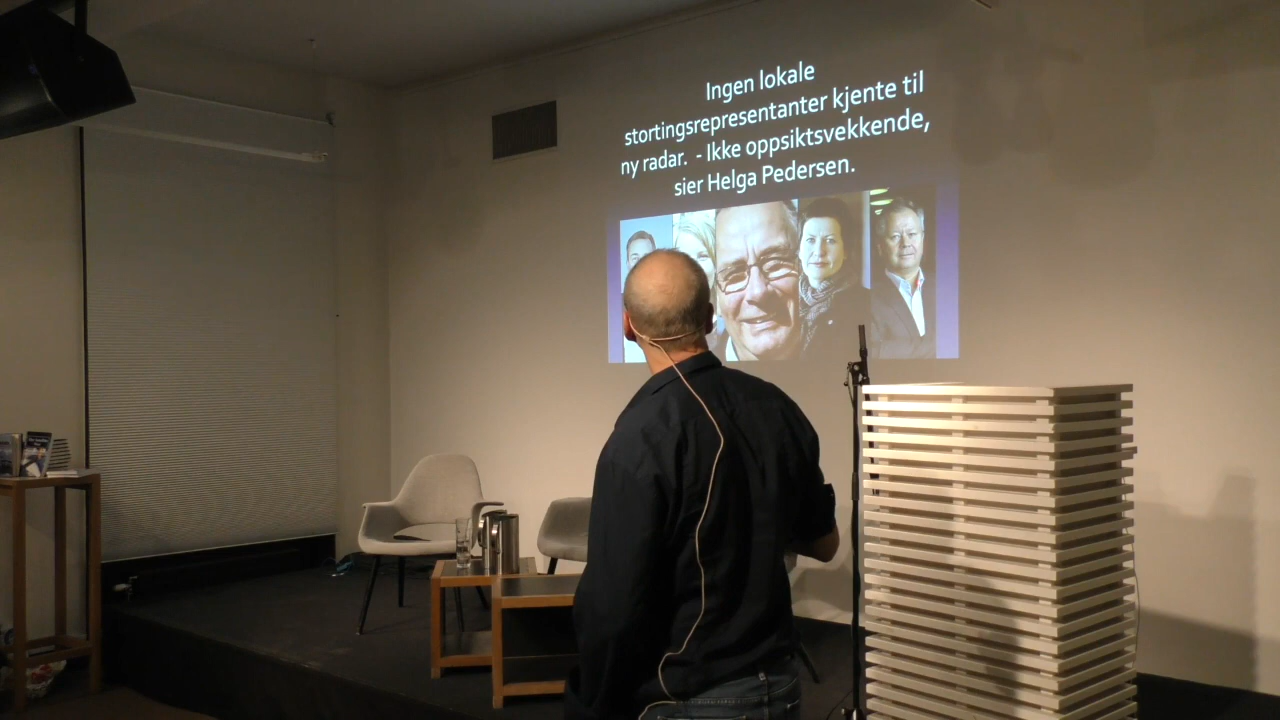 Ingen lokale
stortingsrepresentanter kjente til
ny radar.  - Ikke oppsiktsvekkende,
sier Helga Pedersen.